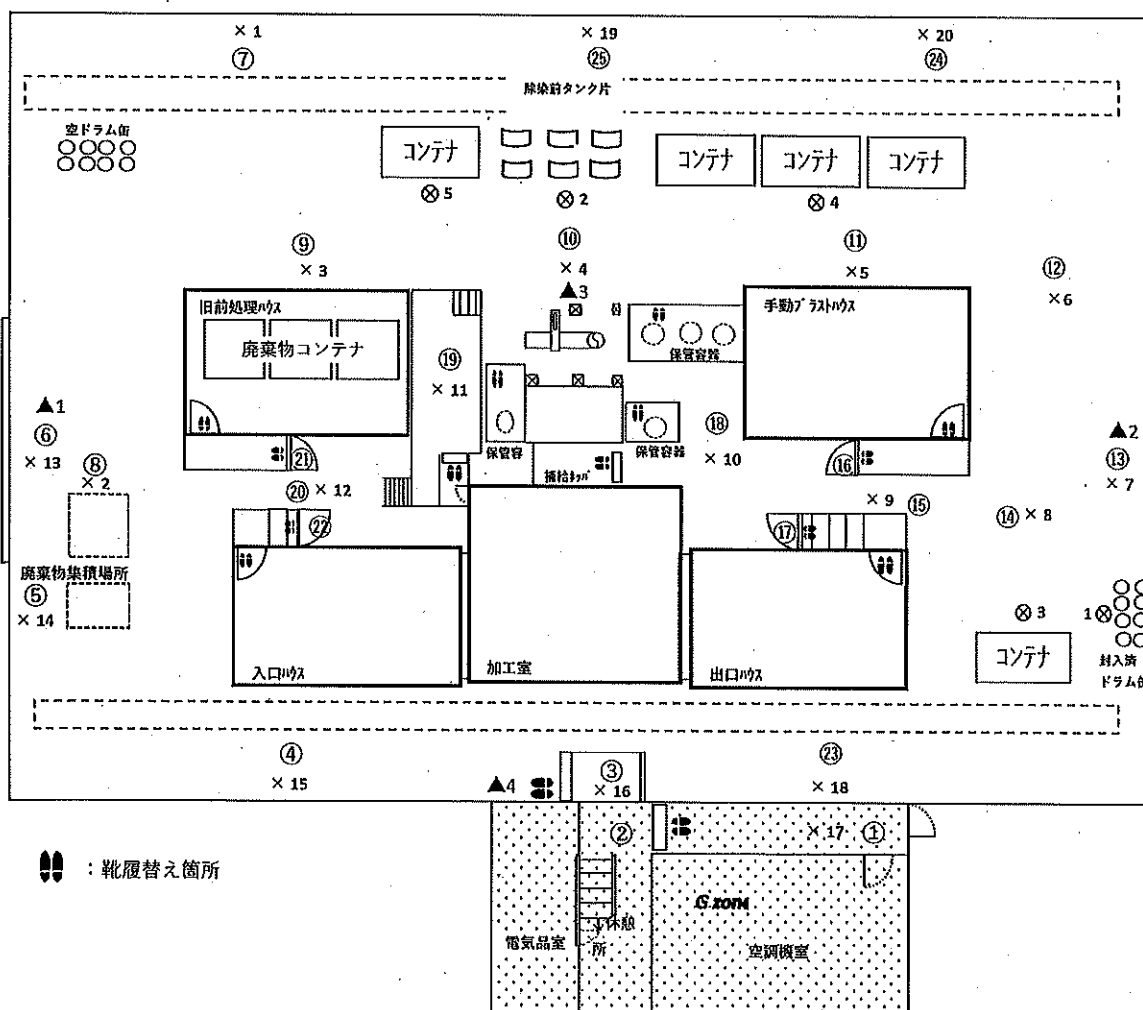 × 1
× 19
× 20
⑦
㉕
㉔
除染前タンク片
空ドラム缶
コンテナ
コンテナ
コンテナ
コンテナ
⊗ 5
⊗ 2
⊗ 4
⑨
⑩
⑪
⑫
× 3
× 4
× 5
× 6
▲3
旧前処理ハウス
手動ブラストハウス
廃棄物コンテナ
保管容器
⑲
× 11
▲1
⑥
× 13
⑧
× 2
⑱
× 10
▲2
⑬
× 7
保管容
保管容器
㉑
⑯
⑳
× 12
× 9
⑮
⑭
× 8
㉒
⑰
廃棄物集積場所
⑤
× 14
⊗ 3
1 ⊗
コンテナ
封入済
ドラム缶
入口ハウス
加工室
出口ハウス
④
× 15
▲4
③
× 16
㉓
× 18
②
× 17
①
: 靴履替え箇所
G zone
休憩
所
電気品室
空調機室